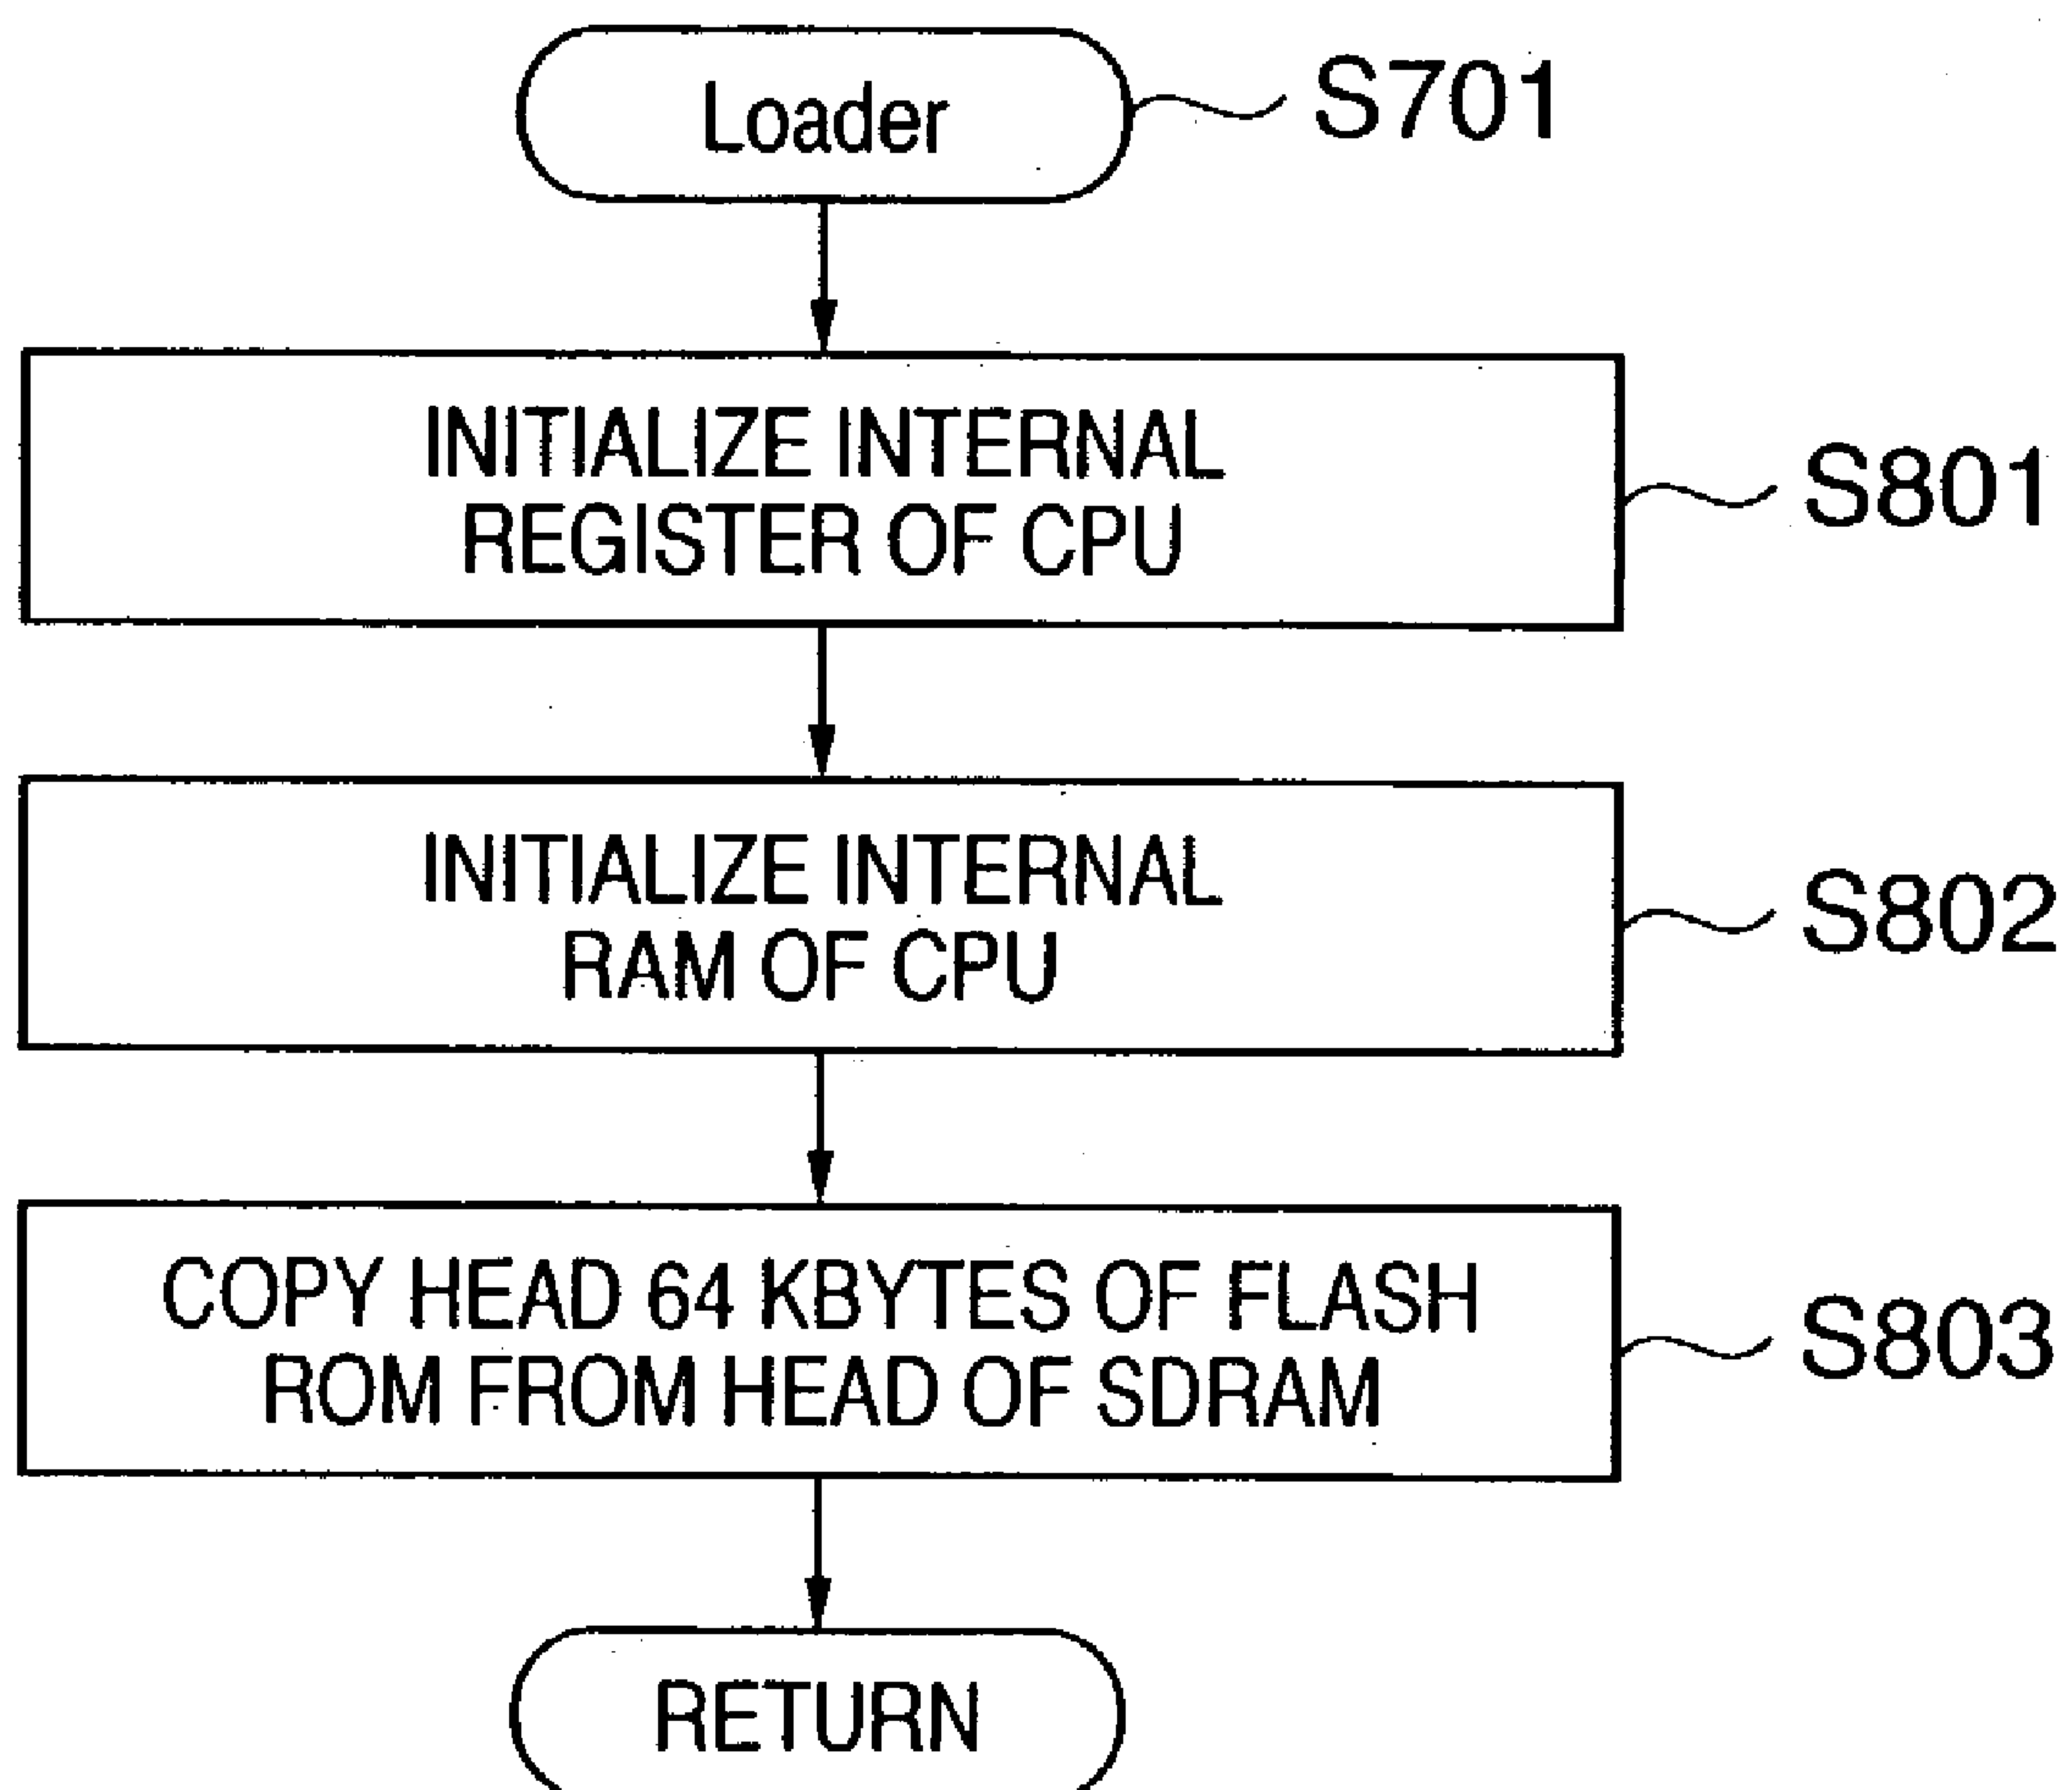 Loader
S701
INITIALIZE INTERNAL
REGISTER OF CPU
S801
INITIALIZE INTERNAL
RAM OF CPU
S802
COPY HEAD 64 KBYTES OF FLASH
ROM FROM HEAD OF SDRAM
S803
RETURN